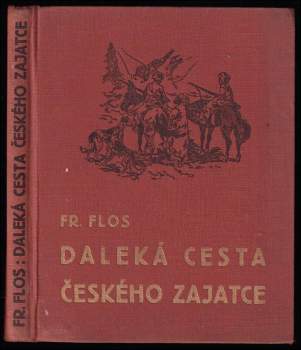 FR. FLOS: DALEKÁ CESTA ČESKÉHO ZAJATCE
FR. FLOS
DALEKÁ CESTA
ČESKÉHO ZAJATCE